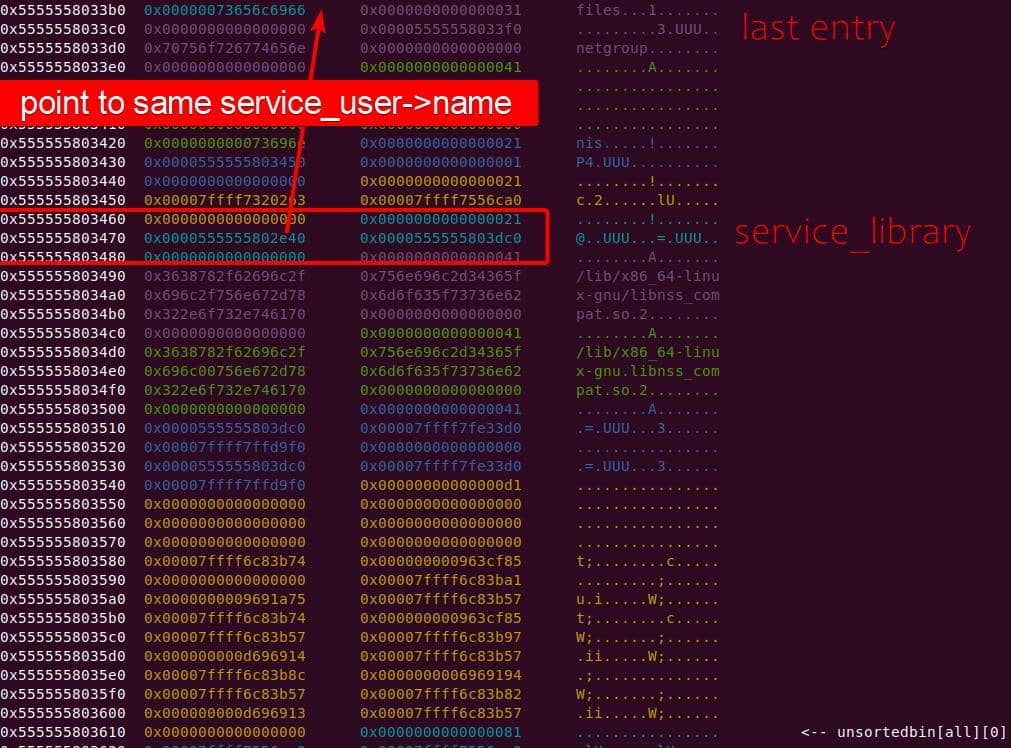 0x5555558033b0 0x00000073656c6966 0x0000000000000031 files...1.......
last entry
0x5555558033c0 0x0000000000000000 0x00005555558033f0 .........3.UUU..
0x5555558033d0 0x70756f726774656e 0x0000000000000000 netgroup........
0x5555558033e0 0x0000000000000000 0x0000000000000041 ........A.......
................
point to same service_user->name
................
................
0x555555803420 0x000000000073696e 0x0000000000000021 nis.....!.......
0x555555803430 0x0000555555803450 0x0000000000000001 P4.UUU..........
0x555555803440 0x0000000000000000 0x0000000000000021 ........!.......
0x555555803450 0x00007ffff7320263 0x00007ffff7556ca0 c.2......lU.....
0x555555803460 0x0000000000000000 0x0000000000000021 ........!.......
0x555555803470 0x0000555555802e40 0x0000555555803dc0 @..UUU...=.UUU..
service_library
0x555555803480 0x0000000000000000 0x0000000000000041 ........A.......
0x555555803490 0x3638782f62696c2f 0x756e696c2d34365f /lib/x86_64-linu
0x5555558034a0 0x696c2f756e672d78 0x6d6f635f73736e62 x-gnu/libnss_com
0x5555558034b0 0x322e6f732e746170 0x0000000000000000 pat.so.2........
0x5555558034c0 0x0000000000000000 0x0000000000000041 ........A.......
0x5555558034d0 0x3638782f62696c2f 0x756e696c2d34365f /lib/x86_64-linu
0x5555558034e0 0x696c00756e672d78 0x6d6f635f73736e62 x-gnu.libnss_com
0x5555558034f0 0x322e6f732e746170 0x0000000000000000 pat.so.2........
0x555555803500 0x0000000000000000 0x0000000000000041 ........A.......
0x555555803510 0x0000555555803dc0 0x00007ffff7fe33d0 .=.UUU...3......
0x555555803520 0x00007ffff7ffd9f0 0x0000000000000000 ................
0x555555803530 0x0000555555803dc0 0x00007ffff7fe33d0 .=.UUU...3......
0x555555803540 0x00007ffff7ffd9f0 0x00000000000000d1 ................
0x555555803550 0x0000000000000000 0x0000000000000000 ................
0x555555803560 0x0000000000000000 0x0000000000000000 ................
0x555555803570 0x0000000000000000 0x0000000000000000 ................
0x555555803580 0x00007ffff6c83b74 0x000000000963cf85 t;........c.....
0x555555803590 0x0000000000000000 0x00007ffff6c83ba1 .........;......
0x5555558035a0 0x0000000009691a75 0x00007ffff6c83b57 u.i.....W;......
0x5555558035b0 0x00007ffff6c83b74 0x000000000963cf85 t;........c.....
0x5555558035c0 0x00007ffff6c83b57 0x00007ffff6c83b97 W;.......;......
0x5555558035d0 0x000000000d696914 0x00007ffff6c83b57 .ii.....W;......
0x5555558035e0 0x00007ffff6c83b8c 0x0000000006969194 .;..............
0x5555558035f0 0x00007ffff6c83b57 0x00007ffff6c83b82 W;.......;......
0x555555803600 0x000000000d696913 0x00007ffff6c83b57 .ii.....W;......
0x555555803610 0x0000000000000000 0x0000000000000081 ................ <-- unsortedbin[all][0]